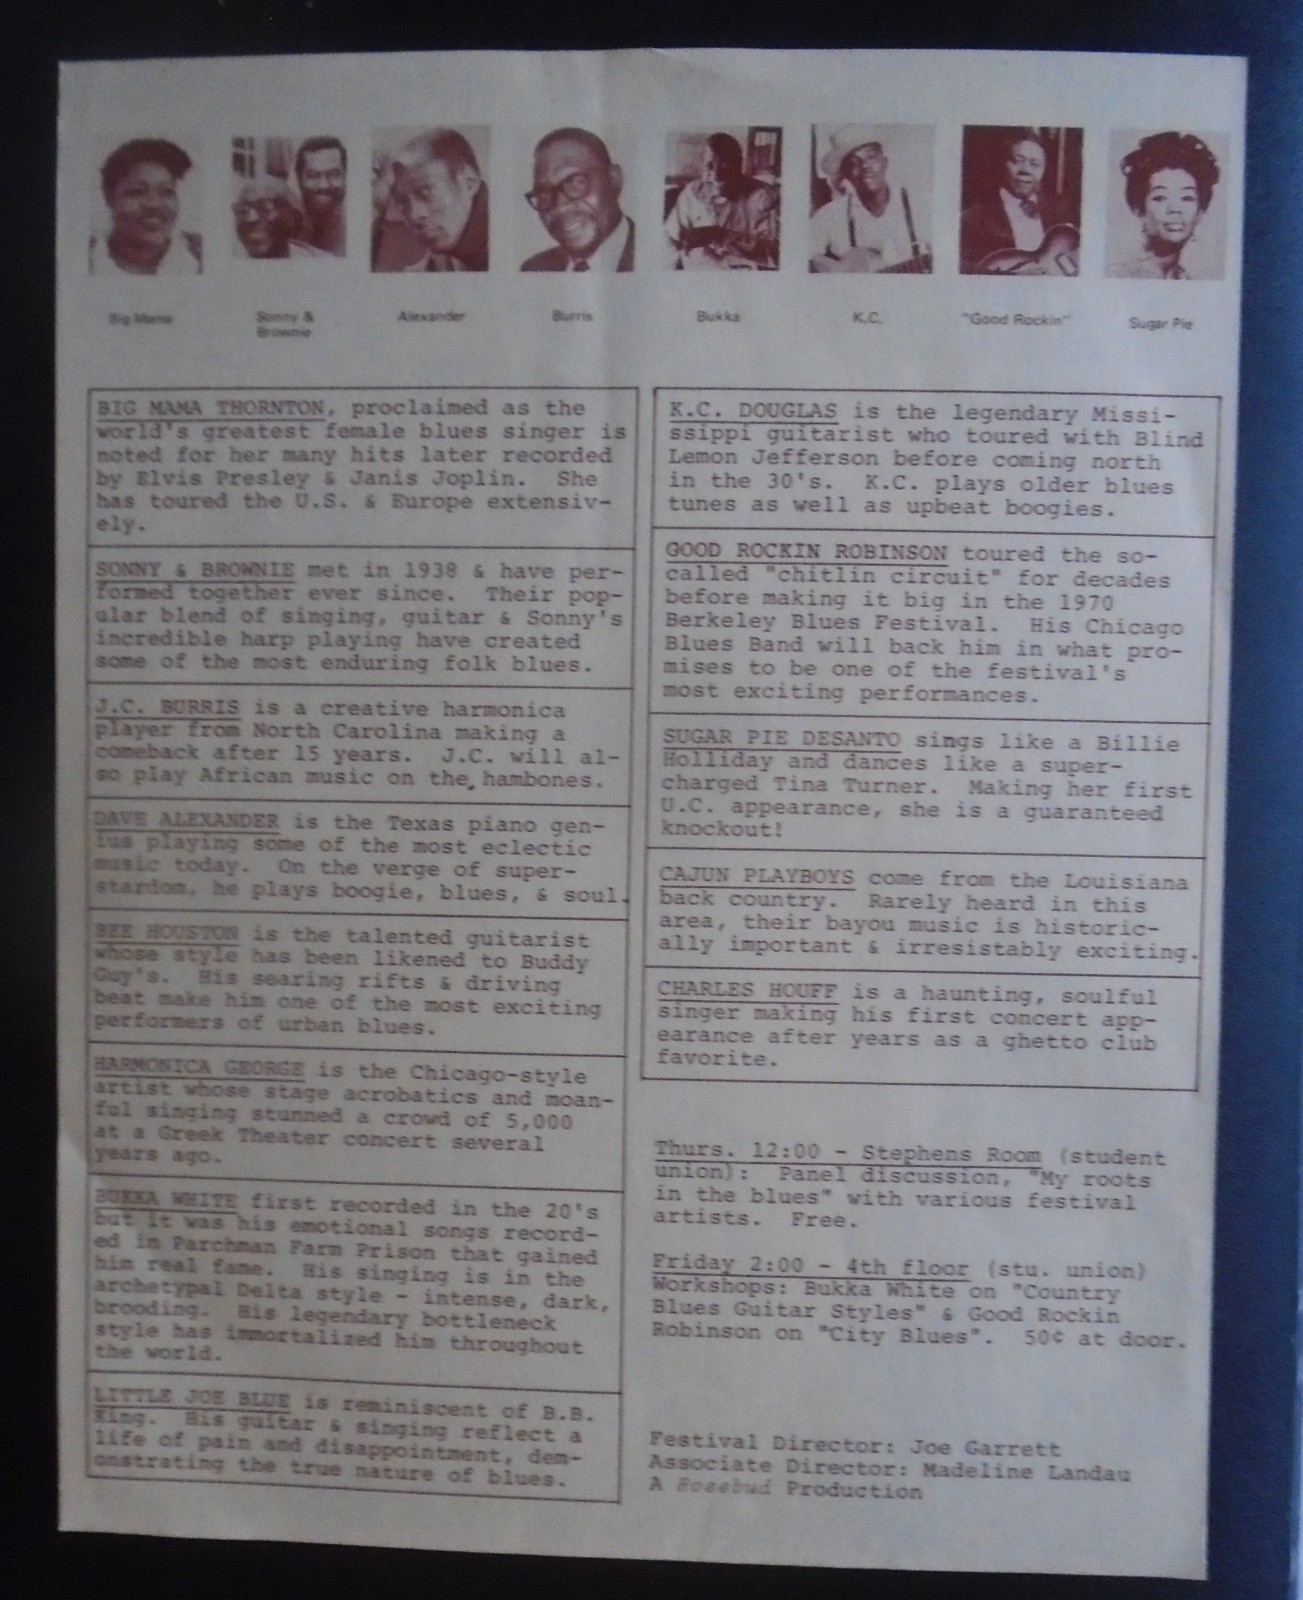 Big Mama
Sonny &
Brownie
Alexander
Burris
Bukka
K.C.
"Good Rockin"
Sugar Pie
BIG MAMA THORNTON, proclaimed as the
world's greatest female blues singer is
noted for her many hits later recorded
by Elvis Presley & Janis Joplin. She
has toured the U.S. & Europe extensiv-
ely.
SONNY & BROWNIE met in 1938 & have per-
formed together ever since. Their pop-
ular blend of singing, guitar & Sonny's
incredible harp playing have created
some of the most enduring folk blues.
J.C. BURRIS is a creative harmonica
player from North Carolina making a
comeback after 15 years. J.C. will al-
so play African music on the hambones.
DAVE ALEXANDER is the Texas piano gen-
ius playing some of the most eclectic
music today. On the verge of super-
stardom, he plays boogie, blues, & soul.
BEE HOUSTON is the talented guitarist
whose style has been likened to Buddy
Guy's. His searing rifts & driving
beat make him one of the most exciting
performers of urban blues.
HARMONICA GEORGE is the Chicago-style
artist whose stage acrobatics and moan-
ful singing stunned a crowd of 5,000
at a Greek Theater concert several
years ago.
BUKKA WHITE first recorded in the 20's
but it was his emotional songs record-
ed in Parchman Farm Prison that gained
him real fame. His singing is in the
archetypal Delta style - intense, dark,
brooding. His legendary bottleneck
style has immortalized him throughout
the world.
LITTLE JOE BLUE is reminiscent of B.B.
King. His guitar & singing reflect a
life of pain and disappointment, dem-
onstrating the true nature of blues.
K.C. DOUGLAS is the legendary Missi-
ssippi guitarist who toured with Blind
Lemon Jefferson before coming north
in the 30's. K.C. plays older blues
tunes as well as upbeat boogies.
GOOD ROCKIN ROBINSON toured the so-
called "chitlin circuit" for decades
before making it big in the 1970
Berkeley Blues Festival. His Chicago
Blues Band will back him in what pro-
mises to be one of the festival's
most exciting performances.
SUGAR PIE DESANTO sings like a Billie
Holliday and dances like a super-
charged Tina Turner. Making her first
U.C. appearance, she is a guaranteed
knockout!
CAJUN PLAYBOYS come from the Louisiana
back country. Rarely heard in this
area, their bayou music is historic-
ally important & irresistably exciting.
CHARLES HOUFF is a haunting, soulful
singer making his first concert app-
earance after years as a ghetto club
favorite.
Thurs. 12:00 - Stephens Room (student
union): Panel discussion, "My roots
in the blues" with various festival
artists. Free.
Friday 2:00 - 4th floor (stu. union)
Workshops: Bukka White on "Country
Blues Guitar Styles" & Good Rockin
Robinson on "City Blues". 50¢ at door.
Festival Director: Joe Garrett
Associate Director: Madeline Landau
A Rosebud Production